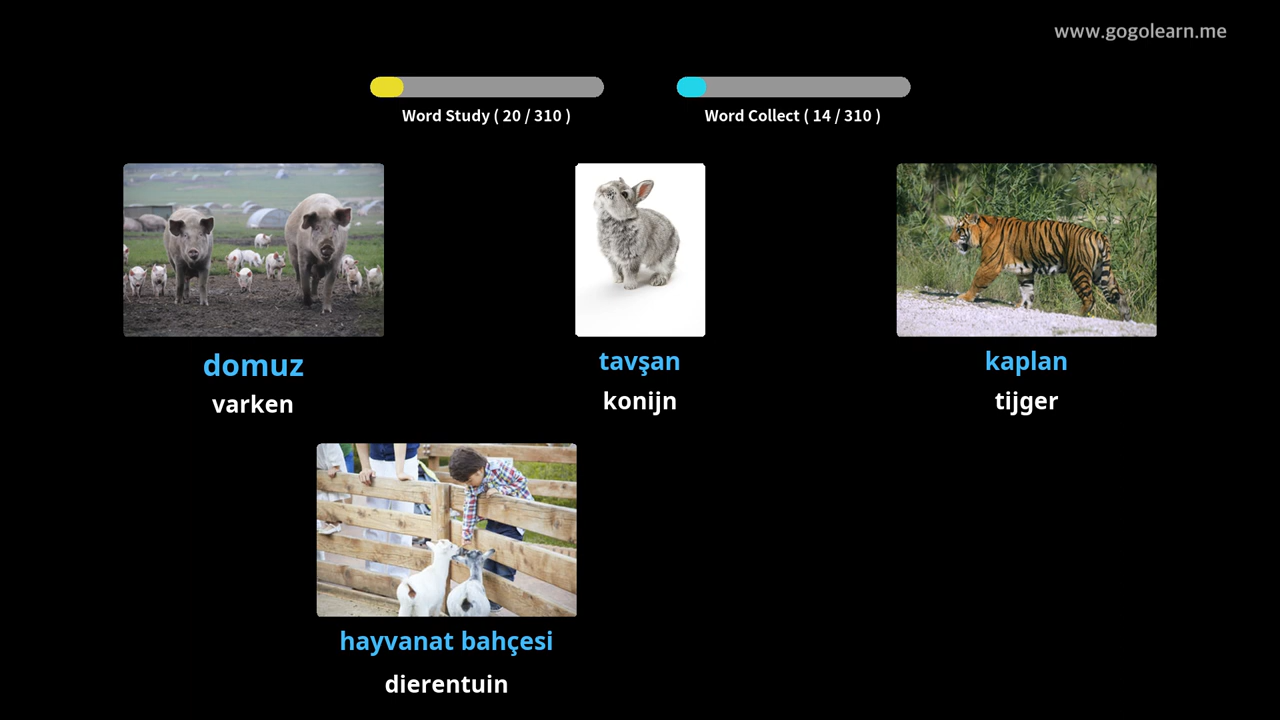 www.gogolearn.me
Word Study ( 20 / 310 )
Word Collect ( 14 / 310 )
domuz
varken
tavşan
konijn
kaplan
tijger
hayvanat bahçesi
dierentuin